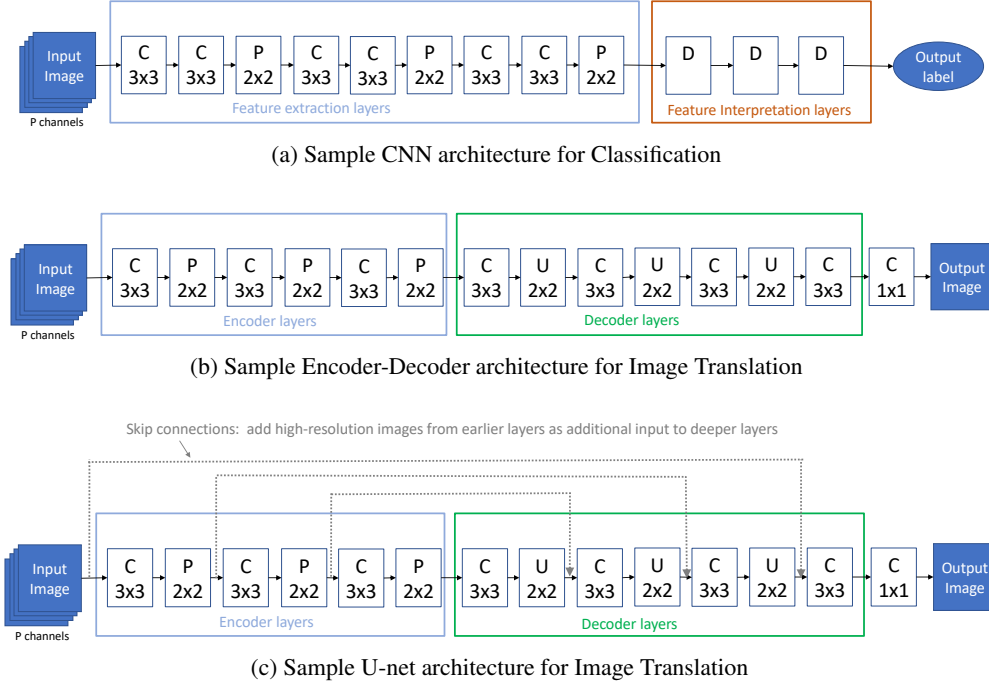 Input
Image
P channels
C
3x3
C
3x3
P
2x2
C
3x3
C
3x3
P
2x2
C
3x3
C
3x3
P
2x2
Feature extraction layers
D
D
D
Feature Interpretation layers
Output
label
(a) Sample CNN architecture for Classification
Input
Image
P channels
C
3x3
P
2x2
C
3x3
P
2x2
C
3x3
P
2x2
Encoder layers
C
3x3
U
2x2
C
3x3
U
2x2
C
3x3
U
2x2
C
3x3
Decoder layers
C
1x1
Output
Image
(b) Sample Encoder-Decoder architecture for Image Translation
Skip connections: add high-resolution images from earlier layers as additional input to deeper layers
Input
Image
P channels
C
3x3
P
2x2
C
3x3
P
2x2
C
3x3
P
2x2
Encoder layers
C
3x3
U
2x2
C
3x3
U
2x2
C
3x3
U
2x2
C
3x3
Decoder layers
C
1x1
Output
Image
(c) Sample U-net architecture for Image Translation